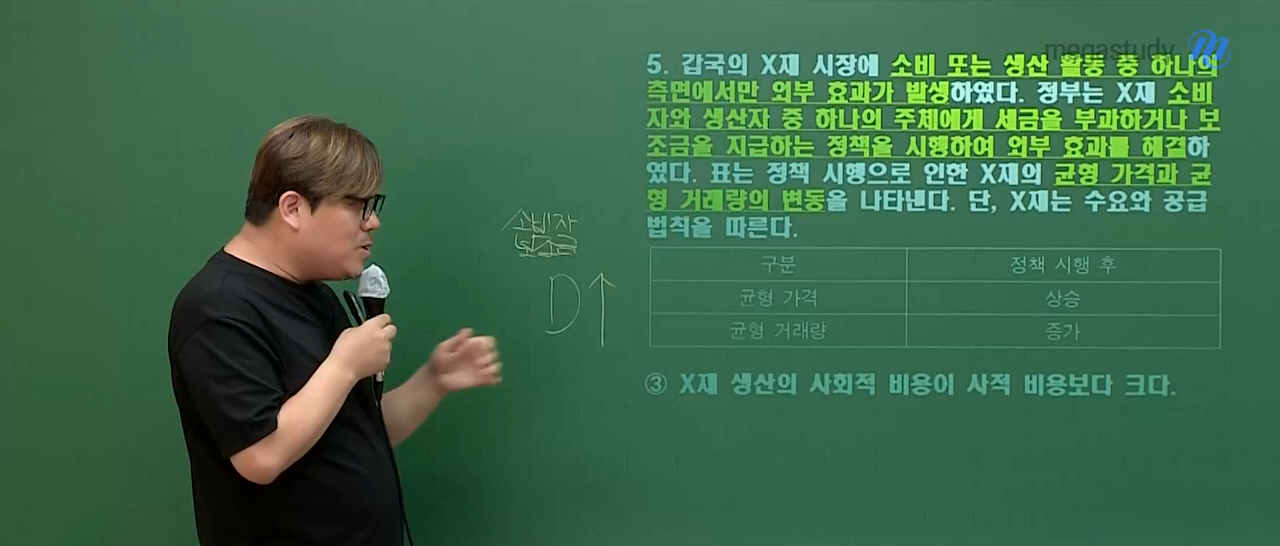 megastudy
5. 갑국의 X재 시장에 소비 또는 생산 활동 중 하나의
측면에서만 외부 효과가 발생하였다. 정부는 X재 소비
자와 생산자 중 하나의 주체에게 세금을 부과하거나 보
조금을 지급하는 정책을 시행하여 외부 효과를 해결하
였다. 표는 정책 시행으로 인한 X재의 균형 가격과 균
형 거래량의 변동을 나타낸다. 단, X재는 수요와 공급
법칙을 따른다.
구분 정책 시행 후
균형 가격 상승
균형 거래량 증가
③ X재 생산의 사회적 비용이 사적 비용보다 크다.
소비자
보조금
D↑